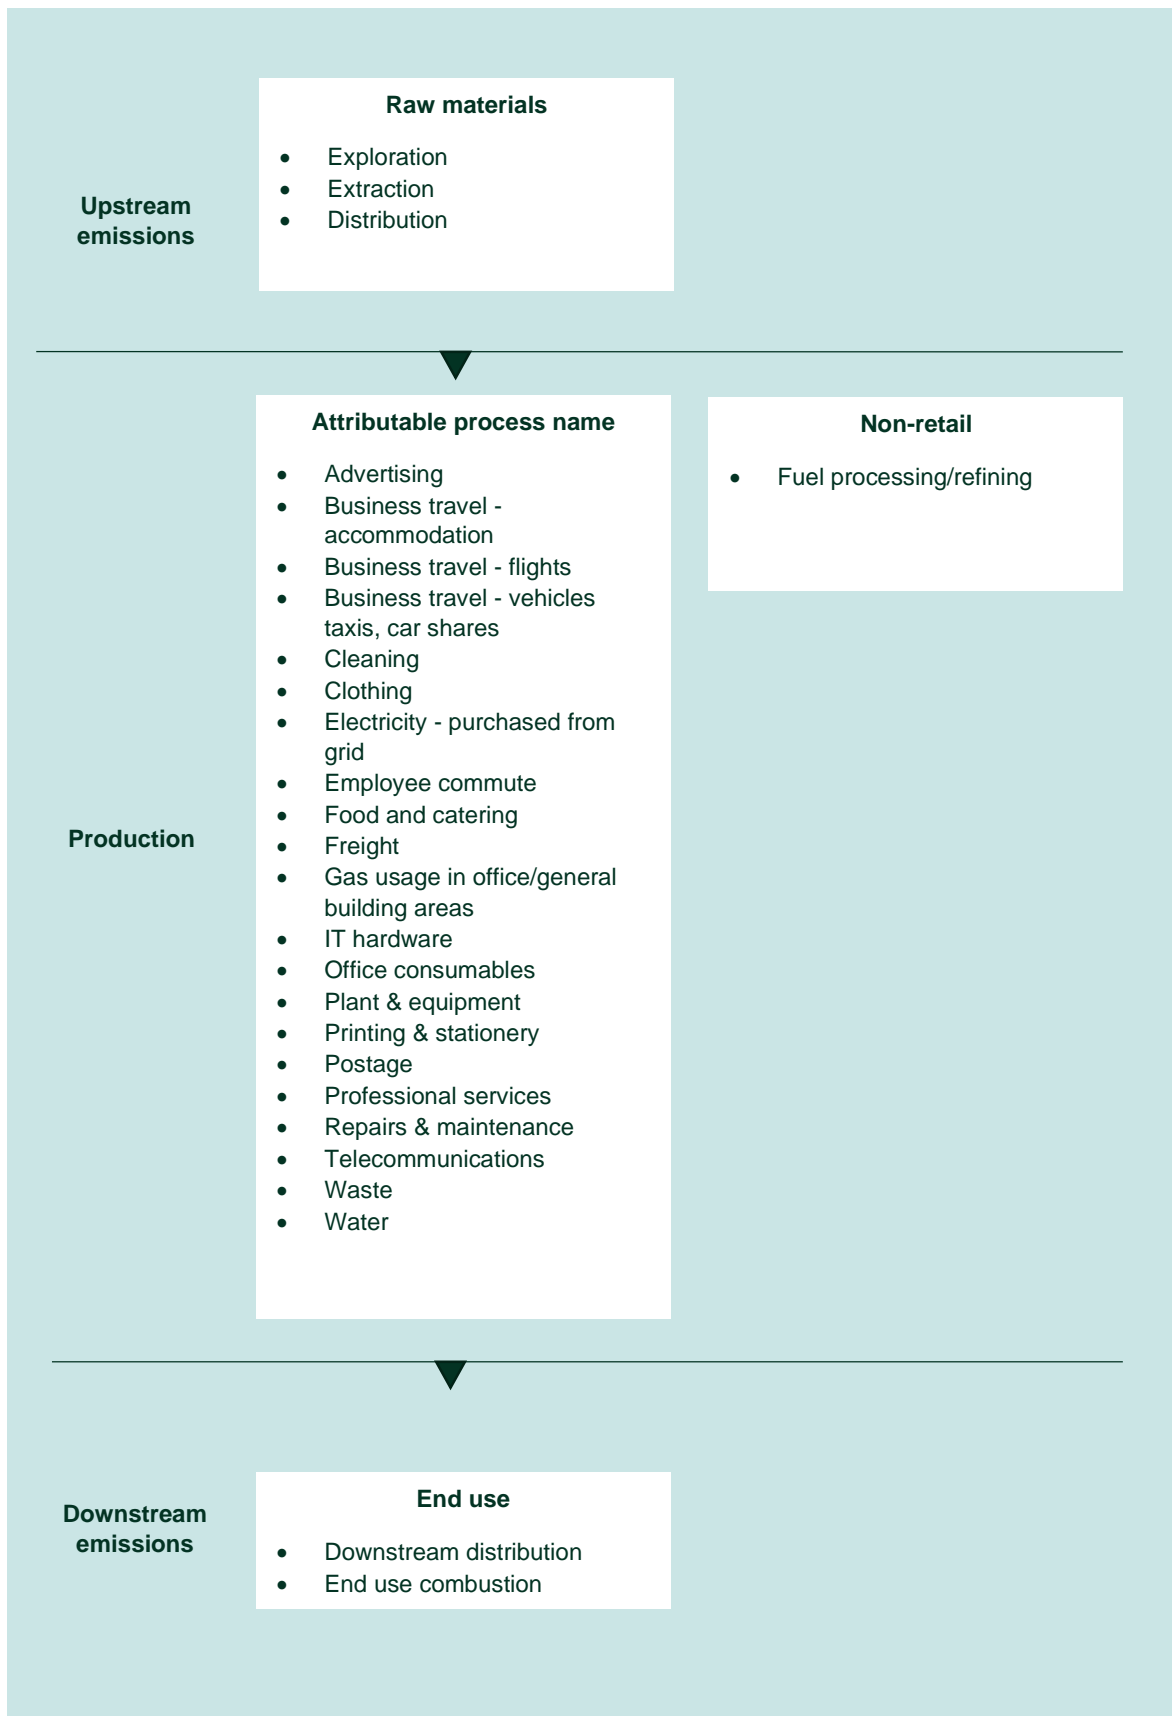 Raw materials
• Exploration
• Extraction
• Distribution
Upstream
emissions
Attributable process name
• Advertising
• Business travel -
accommodation
• Business travel - flights
• Business travel - vehicles
taxis, car shares
• Cleaning
• Clothing
• Electricity - purchased from
grid
• Employee commute
• Food and catering
• Freight
• Gas usage in office/general
building areas
• IT hardware
• Office consumables
• Plant & equipment
• Printing & stationery
• Postage
• Professional services
• Repairs & maintenance
• Telecommunications
• Waste
• Water
Non-retail
• Fuel processing/refining
Production
End use
• Downstream distribution
• End use combustion
Downstream
emissions